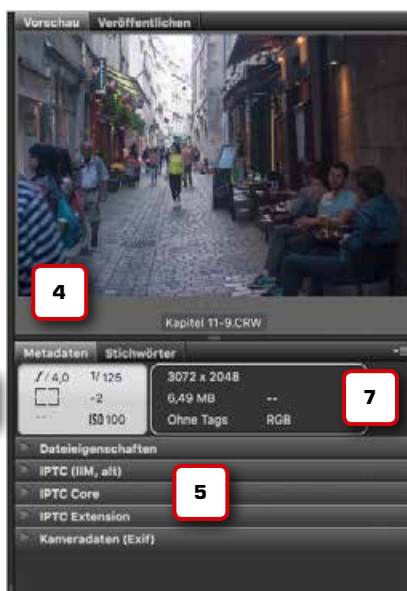 Vorschau Veröffentlichen
4
Kapitel 11-9.CRW
Metadaten Stichwörter
f/4,0 1/125
-2
-- ISO 100
3072 x 2048
6,49 MB --
Ohne Tags RGB
7
Dateieigenschaften
IPTC (IIM, alt)
IPTC Core
5
IPTC Extension
Kameradaten (Exif)